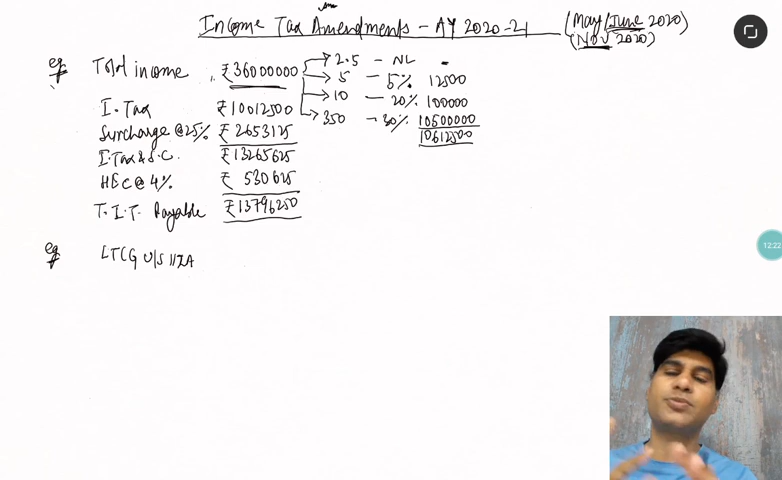 Income Tax Amendments - AY 2020-21 (May/June 2020)
(NOV 2020)
eg Total income ₹36000000 → 2.5 - NIL -
→ 5 - 5% 12500
I. Tax ₹10012500 → 10 - 20% 100000
Surcharge @25% ₹2653125 → 350 - 30% 10500000
I.Tax & S.C. ₹13265625 10612500
HEC @ 4% ₹530625
T.I.T. Payable ₹13796250
eg LTCG U/S 112A
12:22